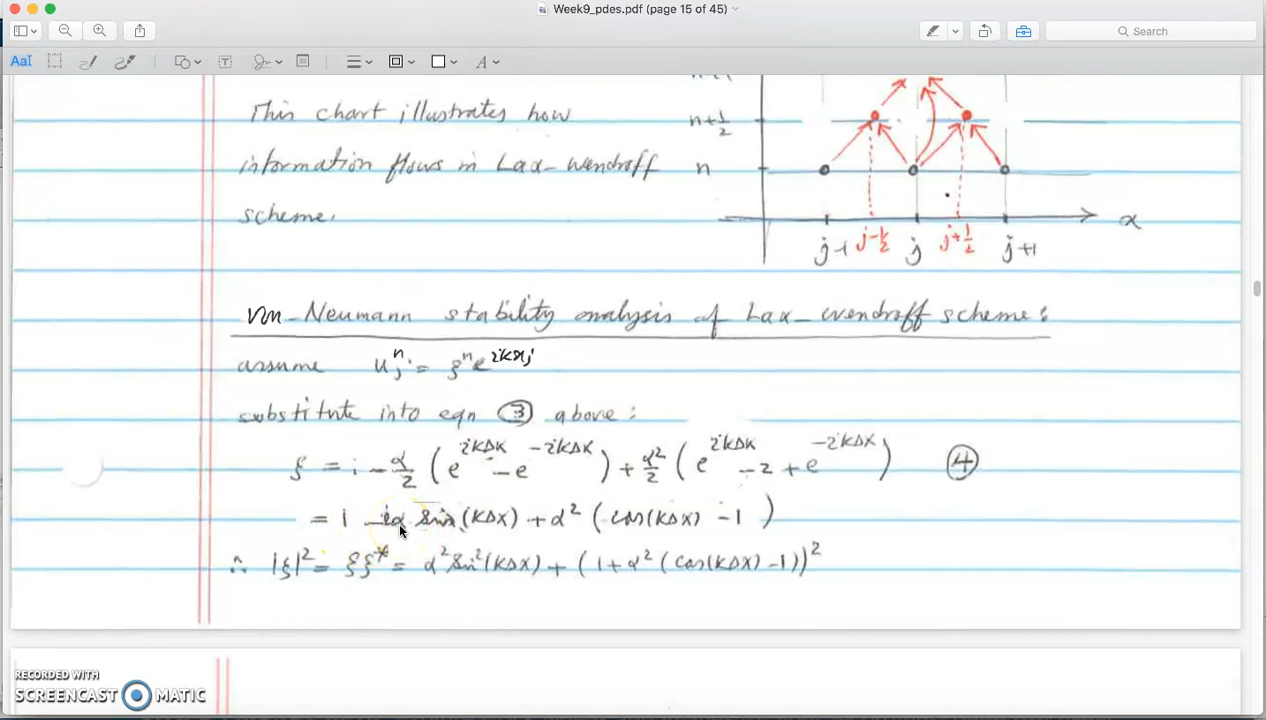 Week9_pdes.pdf (page 15 of 45)
Search
AaI
This chart illustrates how
information flows in Lax-wendroff
scheme.
n+1/2
n
x
j-1 j-1/2 j j+1/2 j+1
Von-Neumann stability analysis of Lax-wendroff scheme:
assume u_j^n = ξ^n e^{ikxj}
substitute into eqn ③ above:
ξ = 1 - α/2 (e^{ikΔx} - e^{-ikΔx}) + α²/2 (e^{ikΔx} - 2 + e^{-ikΔx}) ④
= 1 - iα sin(kΔx) + α² (cos(kΔx) - 1)
∴ |ξ|² = ξξ* = α² sin²(kΔx) + (1 + α² (cos(kΔx) - 1))²
RECORDED WITH
SCREENCAST MATIC